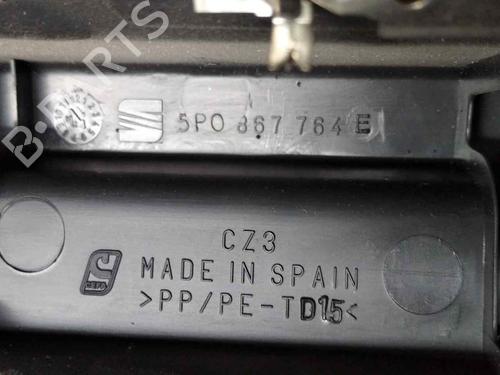 B-PARTS
5P0 867 764 E
CZ3
MADE IN SPAIN
>PP/PE-TD15<